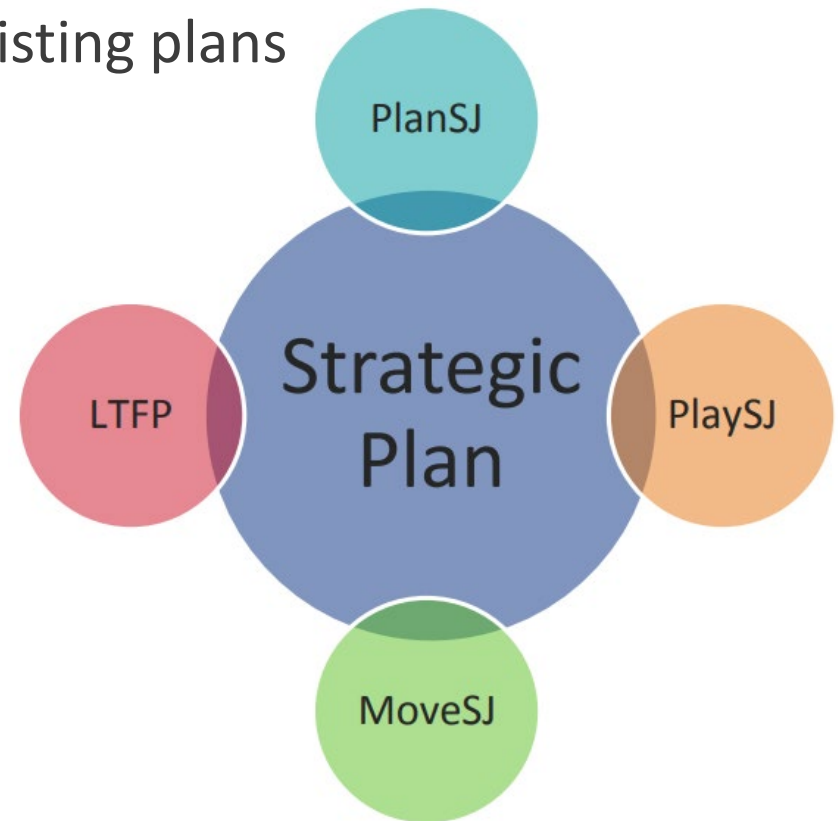 isting plans
PlanSJ
Strategic
Plan
LTFP
PlaySJ
MoveSJ